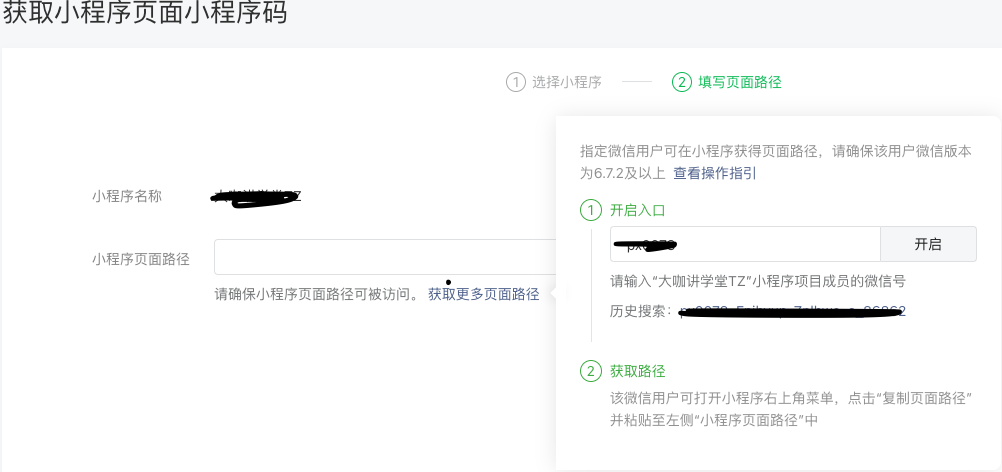 获取小程序页面小程序码
1 选择小程序
2 填写页面路径
指定微信用户可在小程序获得页面路径，请确保该用户微信版本
为6.7.2及以上 查看操作指引
小程序名称
1 开启入口
开启
小程序页面路径
请输入“大咖讲学堂TZ”小程序项目成员的微信号
请确保小程序页面路径可被访问。 获取更多页面路径
历史搜索：
2 获取路径
该微信用户可打开小程序右上角菜单，点击“复制页面路径”
并粘贴至左侧“小程序页面路径”中